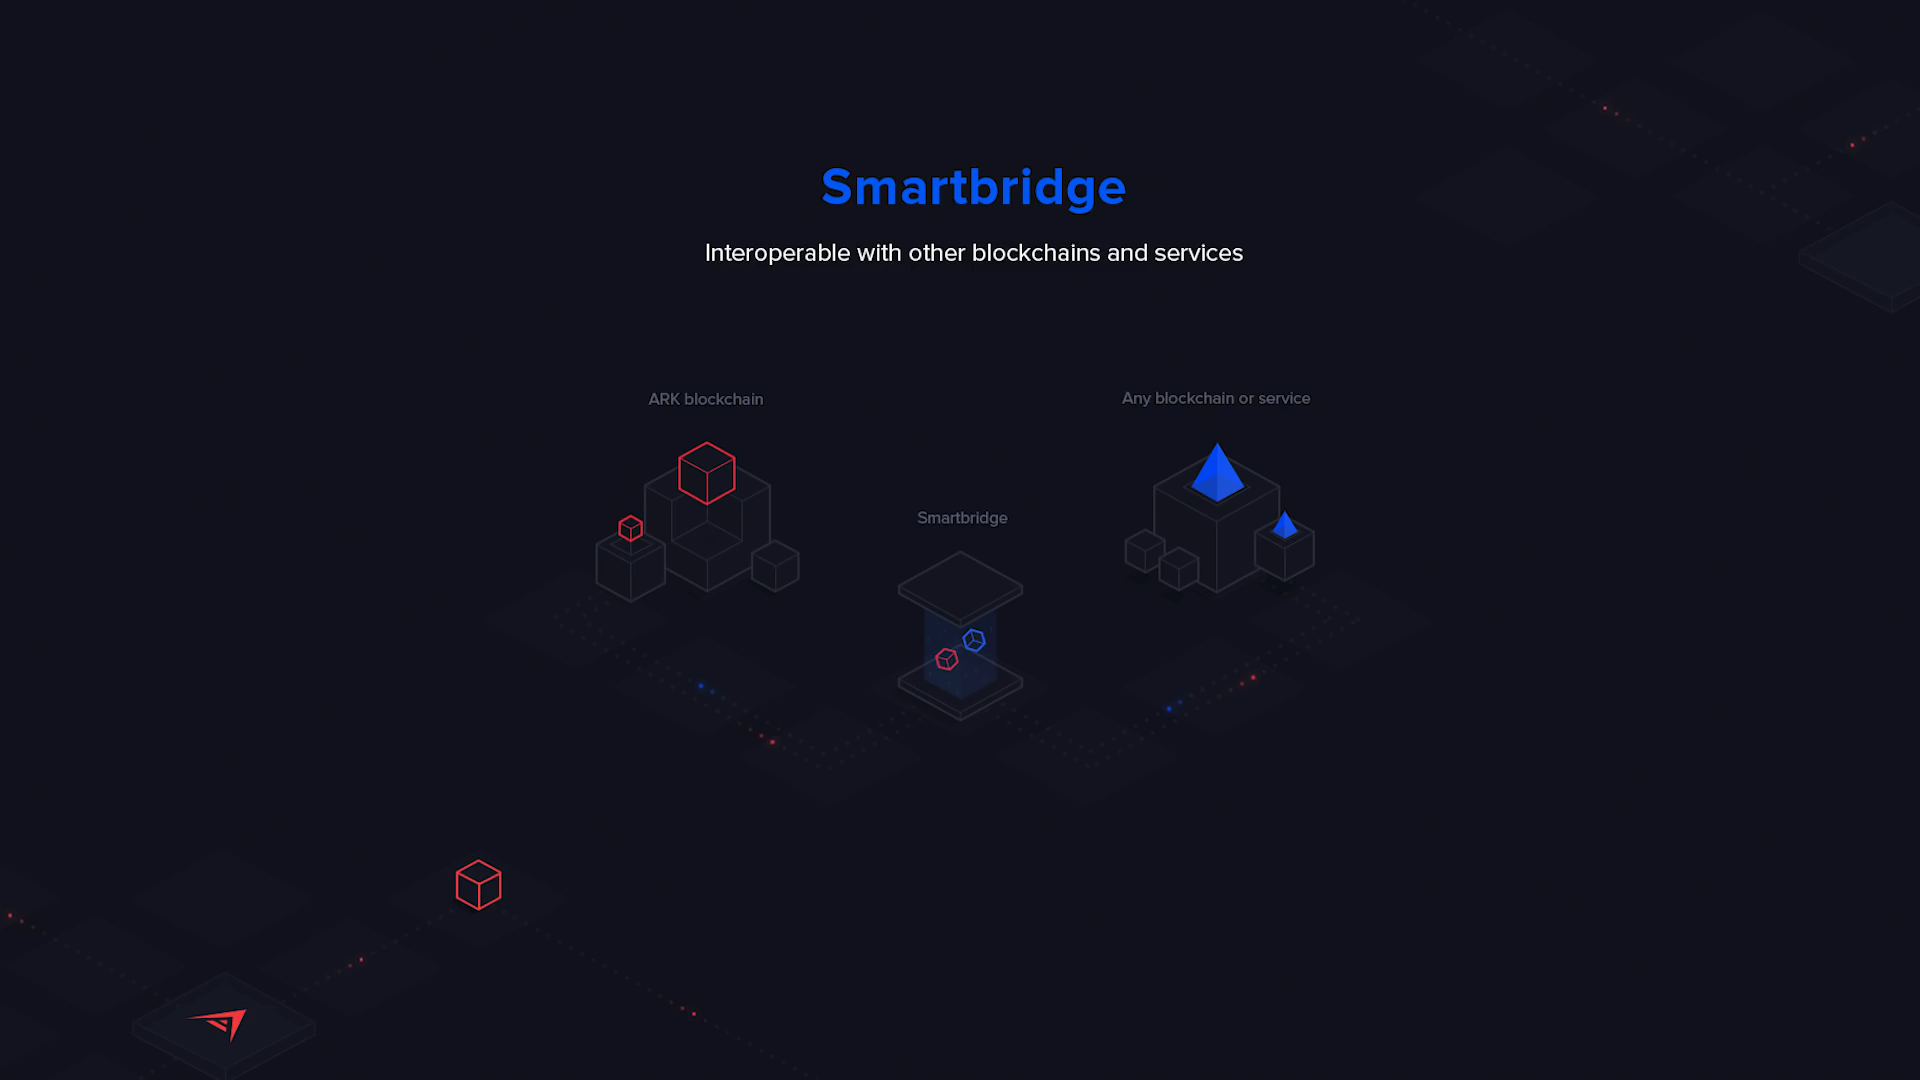 Smartbridge
Interoperable with other blockchains and services
ARK blockchain
Any blockchain or service
Smartbridge